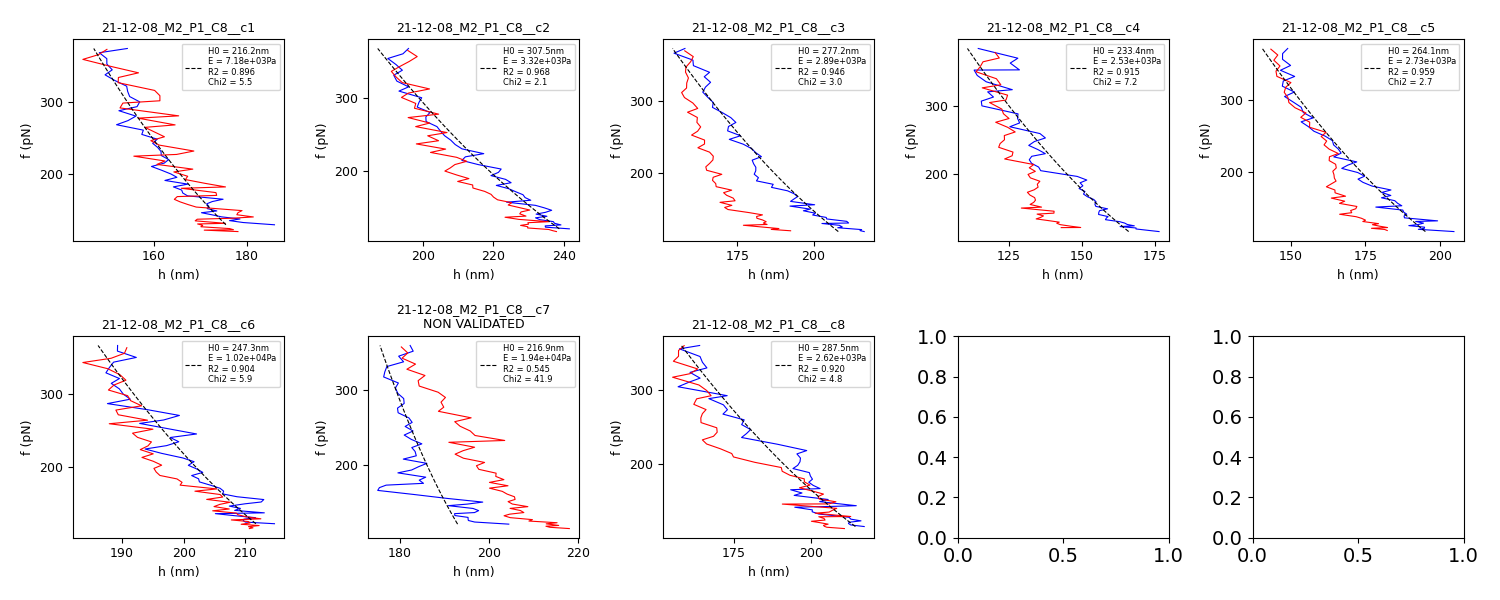 21-12-08_M2_P1_C8__c1
H0 = 216.2nm
E = 7.18e+03Pa
R2 = 0.896
Chi2 = 5.5
300
200
f (pN)
160 180
h (nm)
21-12-08_M2_P1_C8__c2
H0 = 307.5nm
E = 3.32e+03Pa
R2 = 0.968
Chi2 = 2.1
300
200
f (pN)
200 220 240
h (nm)
21-12-08_M2_P1_C8__c3
H0 = 277.2nm
E = 2.89e+03Pa
R2 = 0.946
Chi2 = 3.0
300
200
f (pN)
175 200
h (nm)
21-12-08_M2_P1_C8__c4
H0 = 233.4nm
E = 2.53e+03Pa
R2 = 0.915
Chi2 = 7.2
300
200
f (pN)
125 150 175
h (nm)
21-12-08_M2_P1_C8__c5
H0 = 264.1nm
E = 2.73e+03Pa
R2 = 0.959
Chi2 = 2.7
300
200
f (pN)
150 175 200
h (nm)
21-12-08_M2_P1_C8__c6
H0 = 247.3nm
E = 1.02e+04Pa
R2 = 0.904
Chi2 = 5.9
300
200
f (pN)
190 200 210
h (nm)
21-12-08_M2_P1_C8__c7
NON VALIDATED
H0 = 216.9nm
E = 1.94e+04Pa
R2 = 0.545
Chi2 = 41.9
300
200
f (pN)
180 200 220
h (nm)
21-12-08_M2_P1_C8__c8
H0 = 287.5nm
E = 2.62e+03Pa
R2 = 0.920
Chi2 = 4.8
300
200
f (pN)
175 200
h (nm)
1.0
0.8
0.6
0.4
0.2
0.0
0.0 0.5 1.0
1.0
0.8
0.6
0.4
0.2
0.0
0.0 0.5 1.0